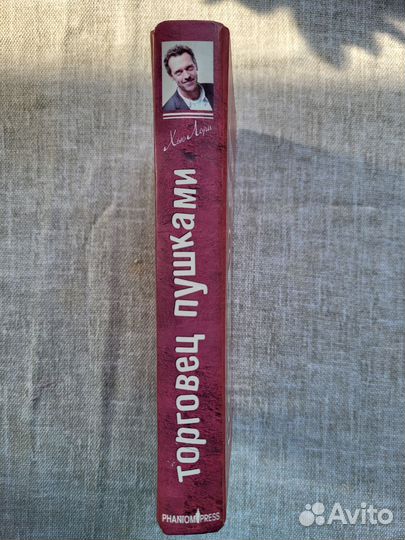 Хью Лори
торговец пушками
PHANTOM PRESS
Avito